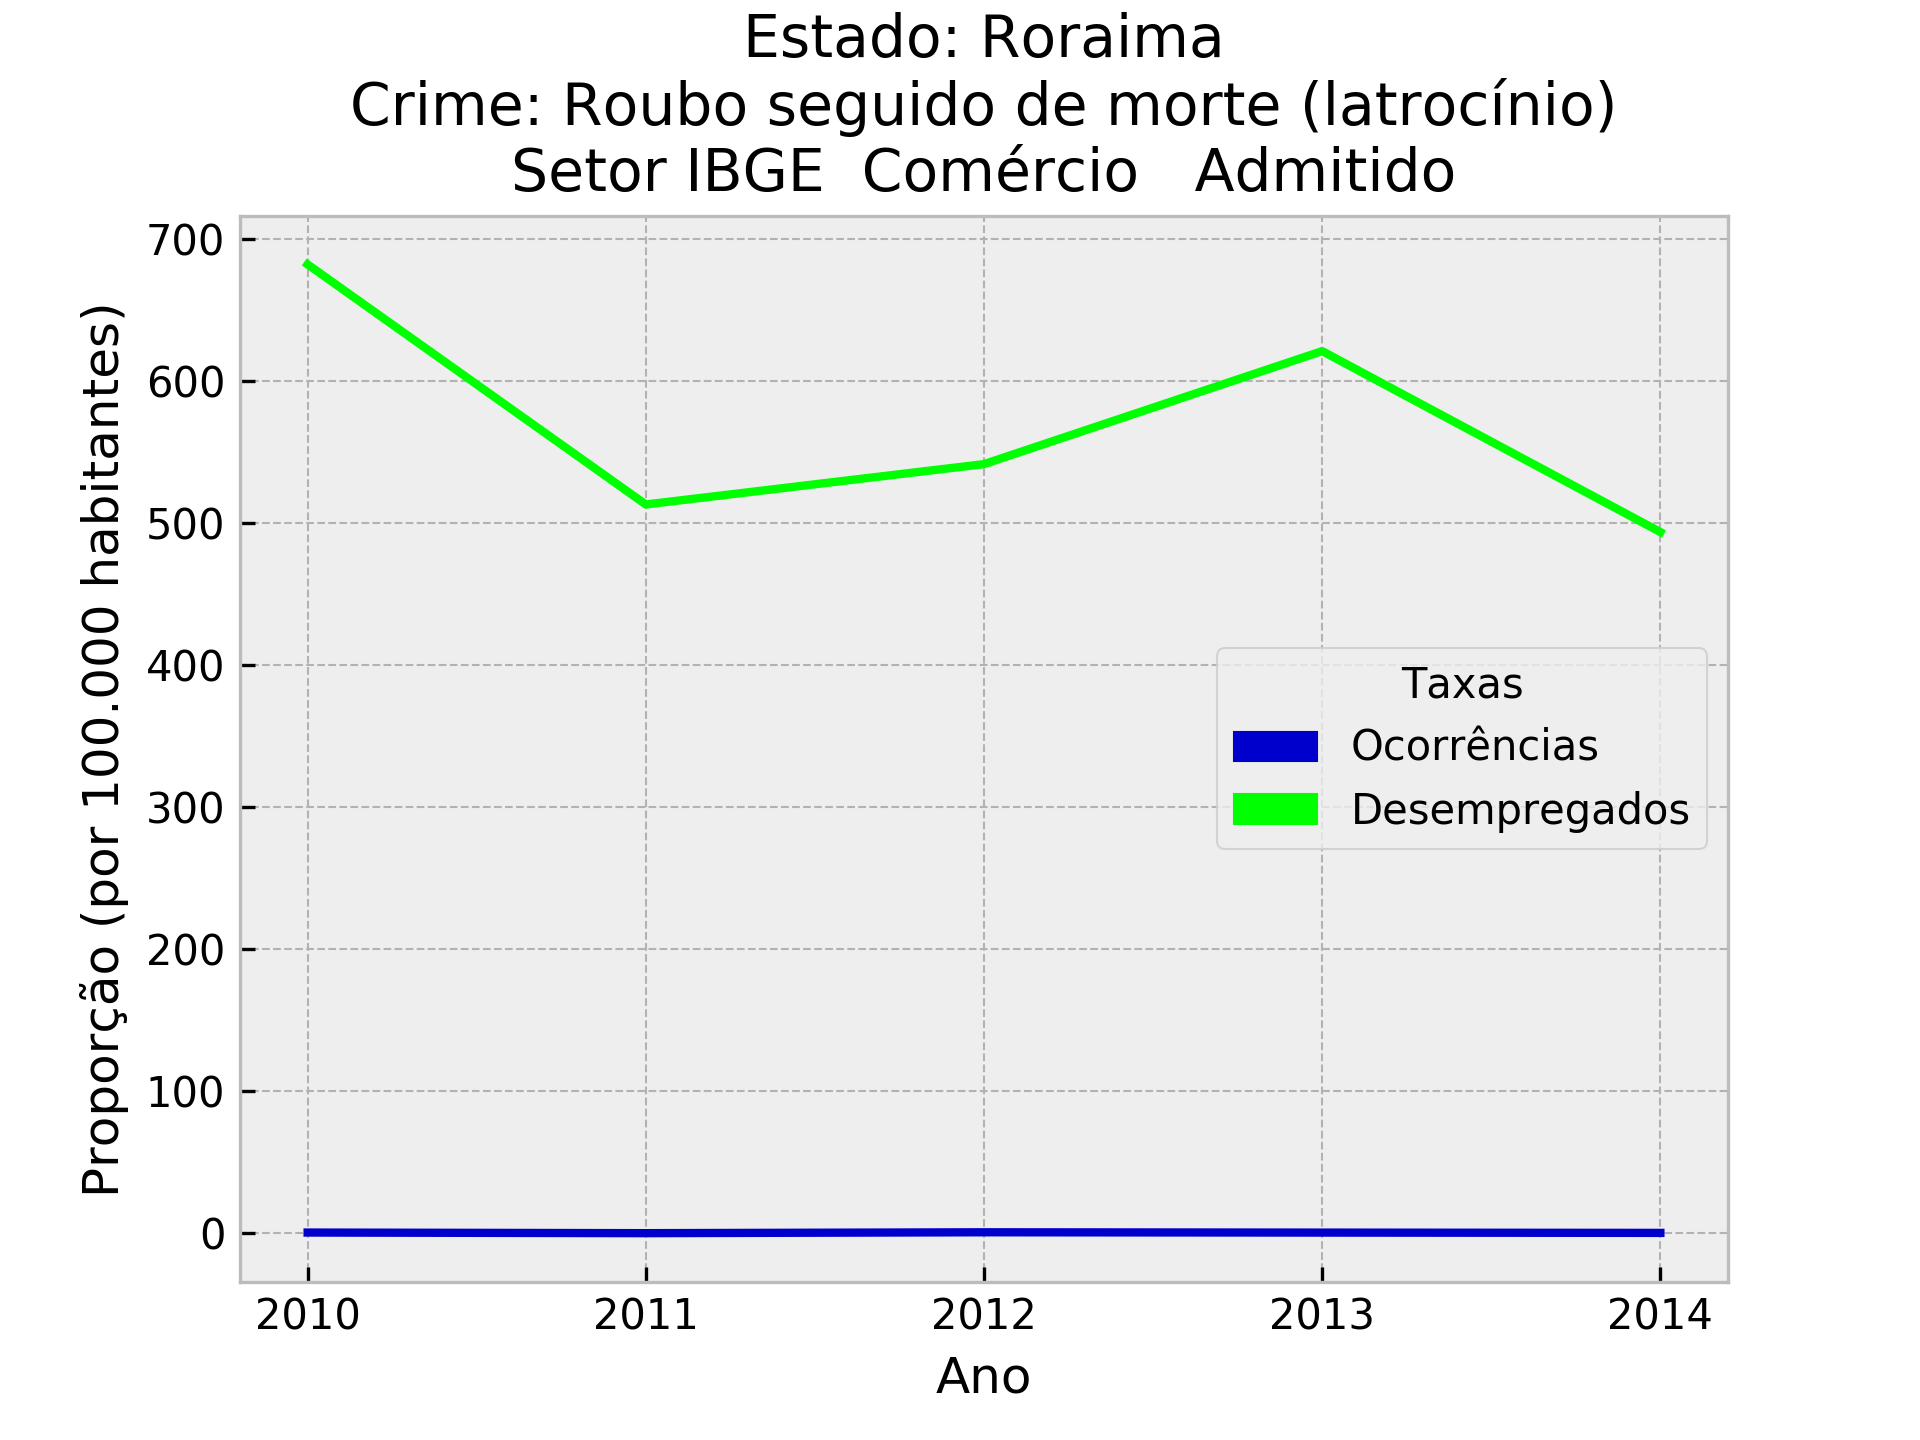 Estado: Roraima
Crime: Roubo seguido de morte (latrocínio)
Setor IBGE  Comércio   Admitido
Proporção (por 100.000 habitantes)
700
600
500
400
300
200
100
0
Taxas
Ocorrências
Desempregados
2010 2011 2012 2013 2014
Ano